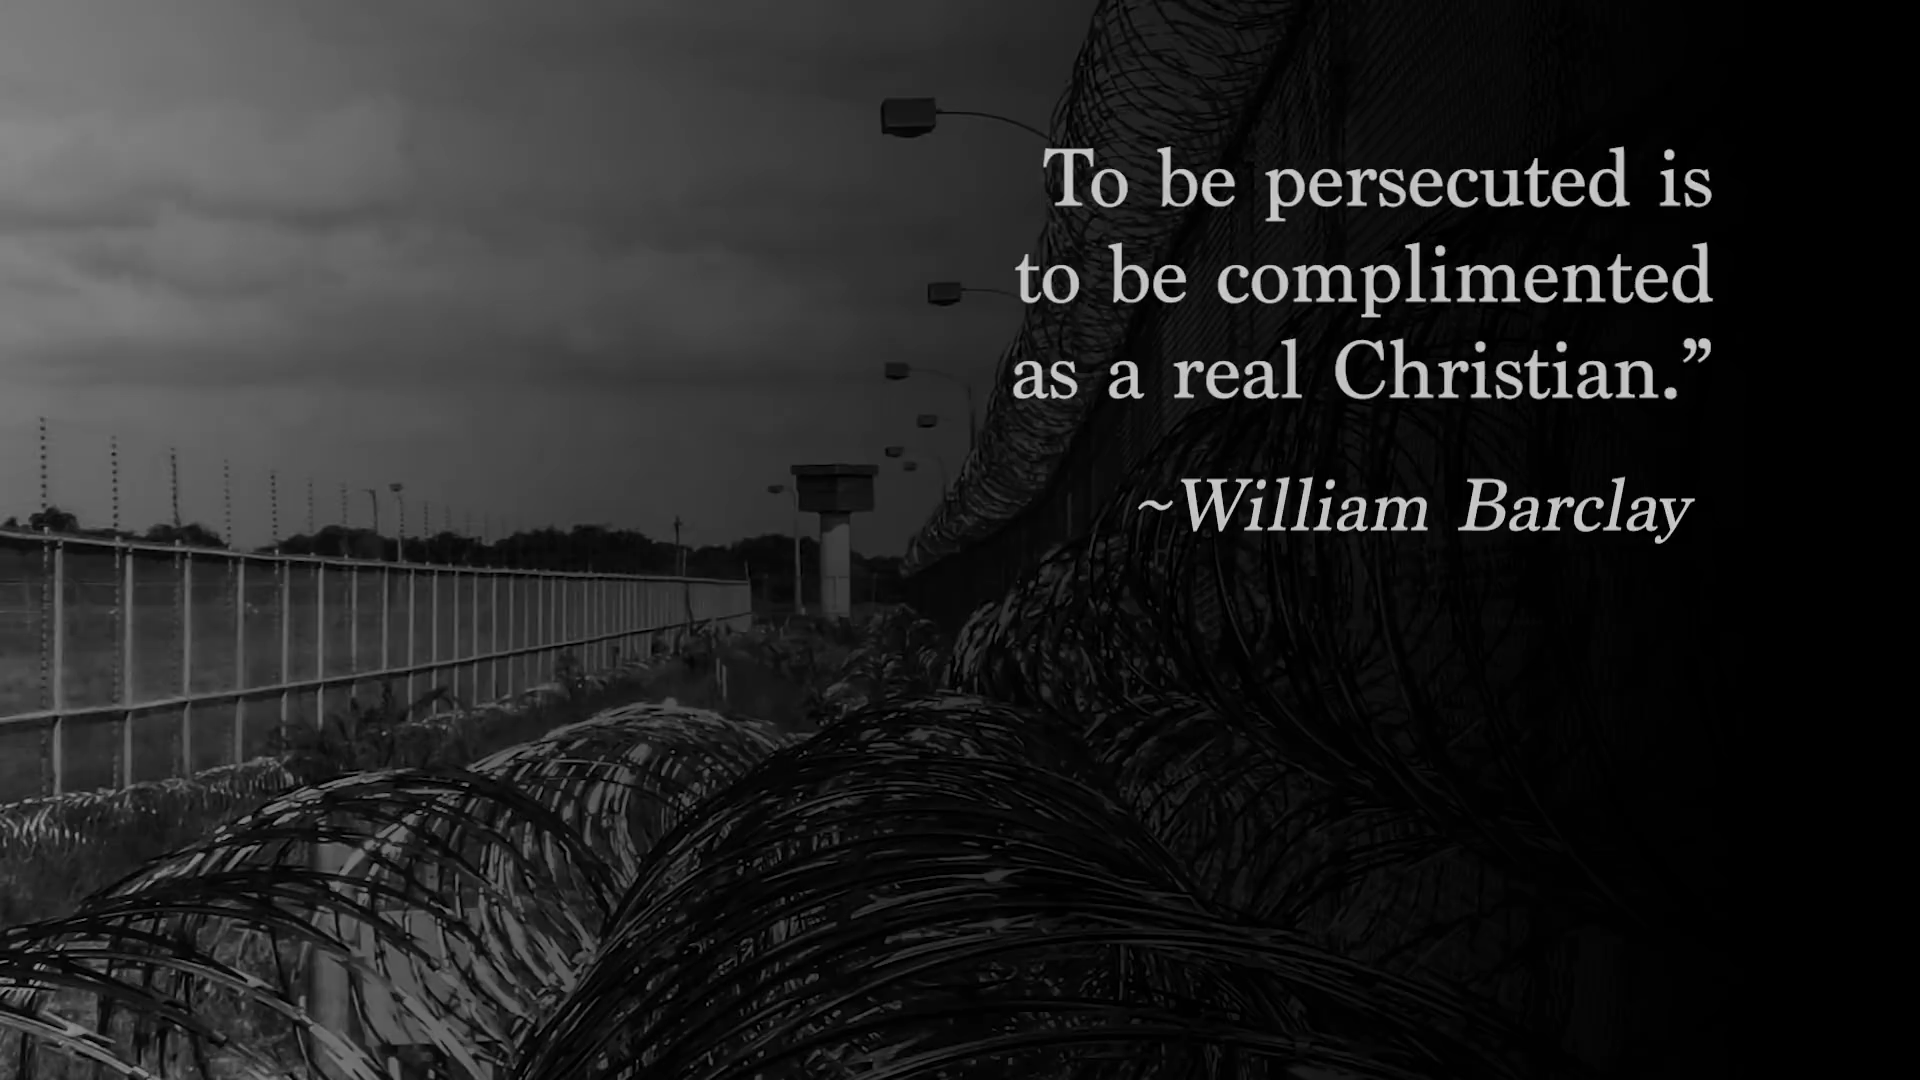 To be persecuted is
to be complimented
as a real Christian.”
~William Barclay